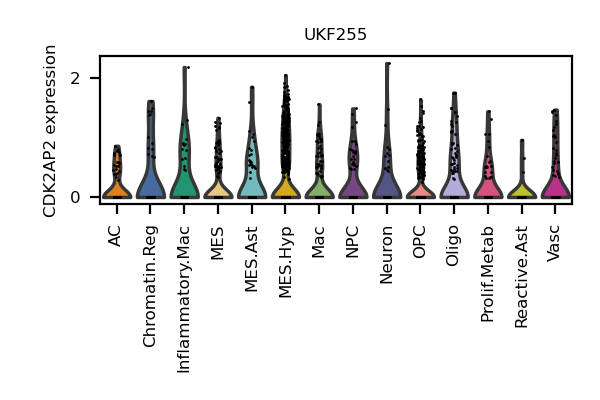 UKF255
CDK2AP2 expression
2
0
AC
Chromatin.Reg
Inflammatory.Mac
MES
MES.Ast
MES.Hyp
Mac
NPC
Neuron
OPC
Oligo
Prolif.Metab
Reactive.Ast
Vasc